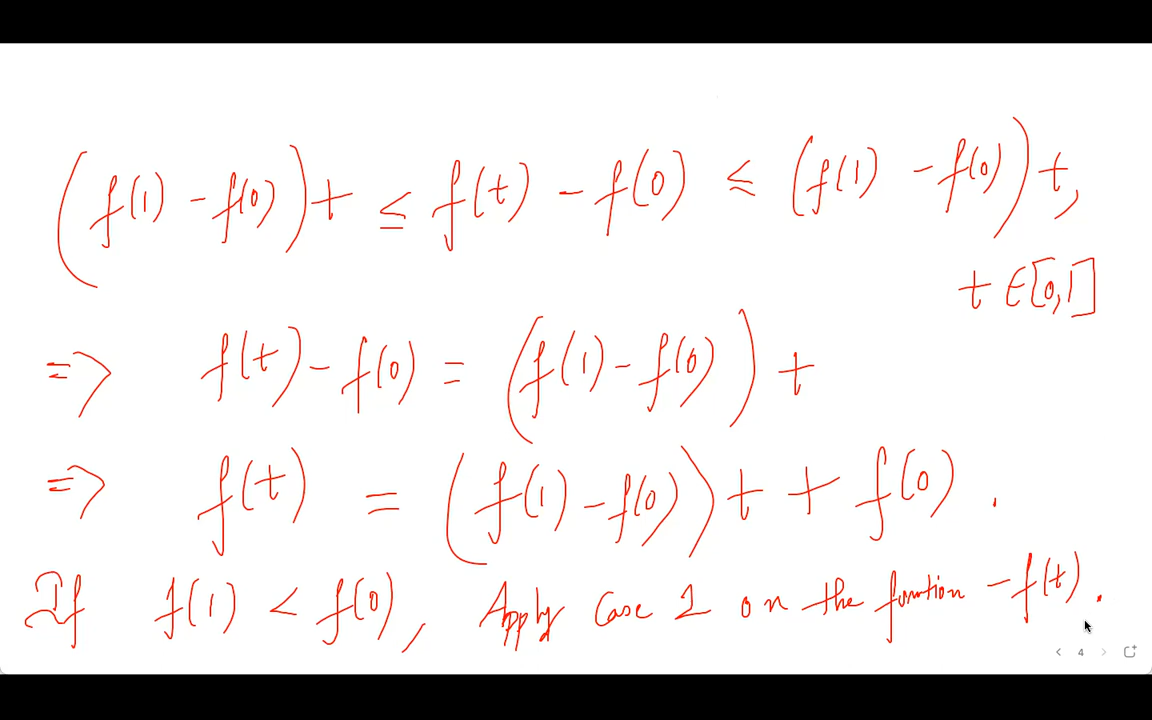 (f(1) - f(0)) t ≤ f(t) - f(0) ≤ (f(1) - f(0)) t,
t ∈ [0,1]
=> f(t) - f(0) = (f(1) - f(0)) t
=> f(t) = (f(1) - f(0)) t + f(0).
If f(1) < f(0), Apply Case 1 on the function -f(t).
< 4 >